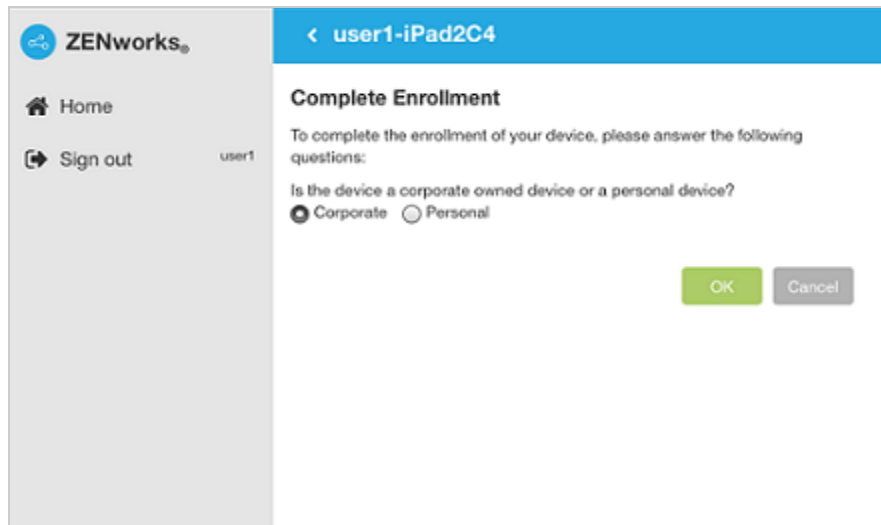 ZENworks®
Home
Sign out
user1
user1-iPad2C4
Complete Enrollment
To complete the enrollment of your device, please answer the following
questions:
Is the device a corporate owned device or a personal device?
Corporate Personal
OK Cancel